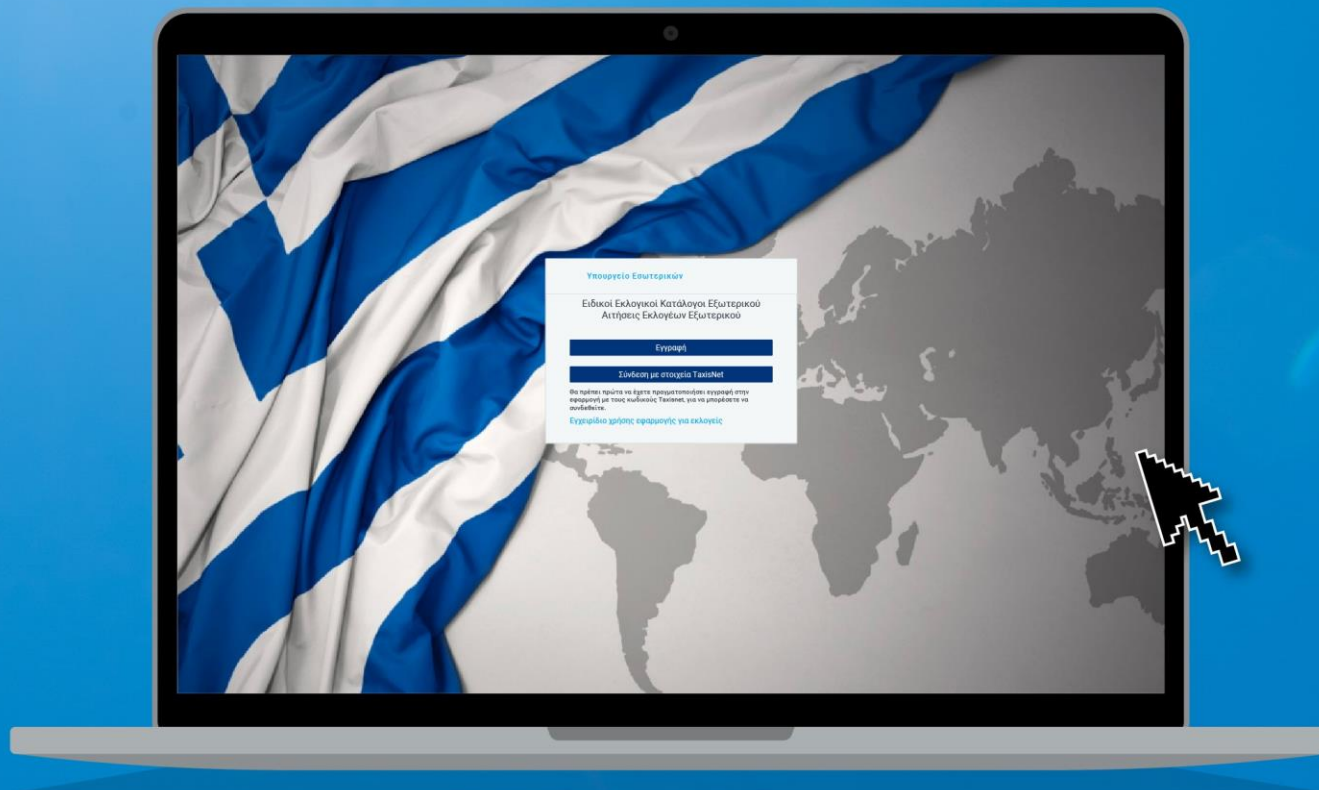 Υπουργείο Εσωτερικών
Ειδικοί Εκλογικοί Κατάλογοι Εξωτερικού
Αιτήσεις Εκλογέων Εξωτερικού
Εγγραφή
Σύνδεση με στοιχεία TaxisNet
Θα πρέπει πρώτα να έχετε πραγματοποιήσει εγγραφή στην
εφαρμογή με τους κωδικούς Taxisnet, για να μπορέσετε να
συνδεθείτε.
Εγχειρίδιο χρήσης εφαρμογής για εκλογείς